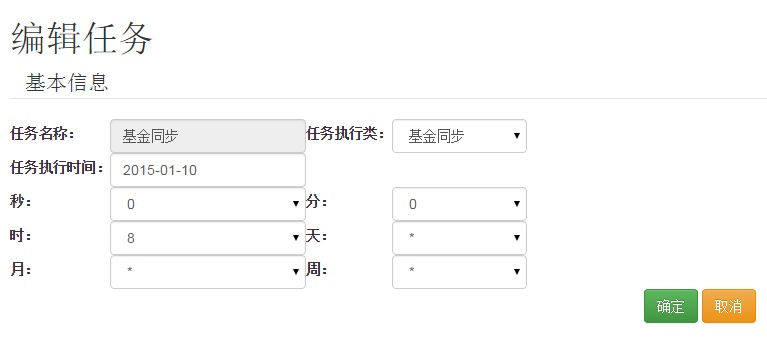 编辑任务
基本信息
任务名称： 基金同步 任务执行类： 基金同步
任务执行时间： 2015-01-10
秒： 0 分： 0
时： 8 天： *
月： * 周： *
确定 取消